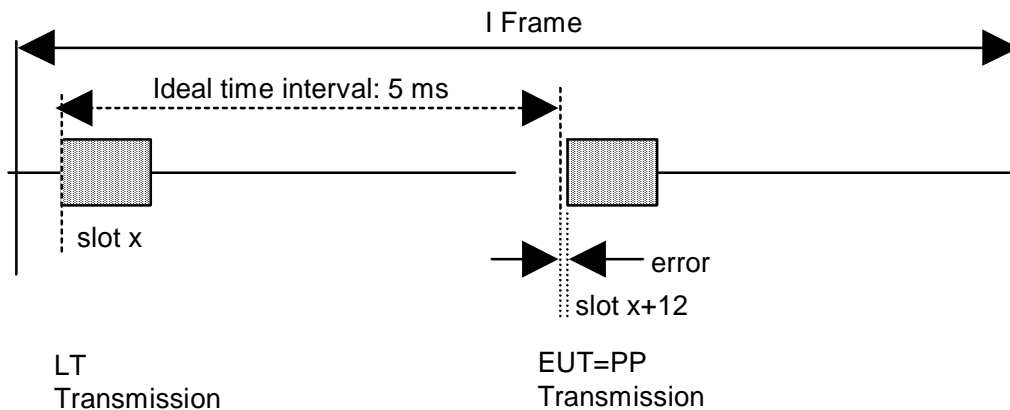 I Frame
Ideal time interval: 5 ms
slot x
error
slot x+12
LT
Transmission
EUT=PP
Transmission